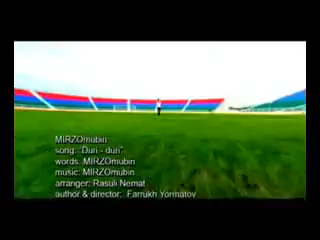 MIRZOmubin
song: "Duri - duri"
words: MIRZOmubin
music: MIRZOmubin
arranger: Rasuli Nemat
author & director: Farrukh Yormatov